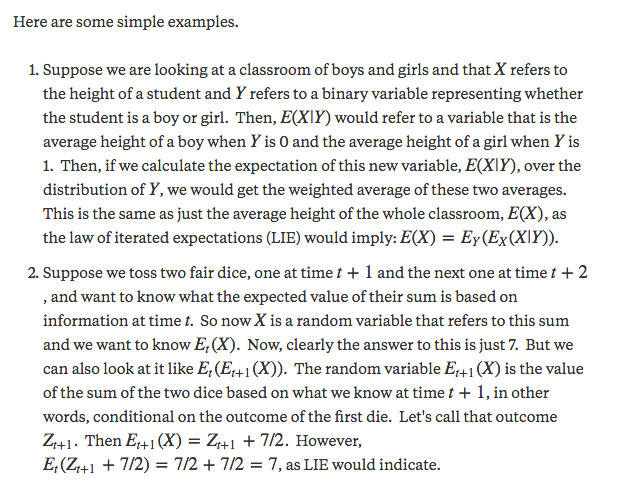 Here are some simple examples.
1. Suppose we are looking at a classroom of boys and girls and that X refers to
the height of a student and Y refers to a binary variable representing whether
the student is a boy or girl. Then, E(X|Y) would refer to a variable that is the
average height of a boy when Y is 0 and the average height of a girl when Y is
1. Then, if we calculate the expectation of this new variable, E(X|Y), over the
distribution of Y, we would get the weighted average of these two averages.
This is the same as just the average height of the whole classroom, E(X), as
the law of iterated expectations (LIE) would imply: E(X) = E_Y(E_X(X|Y)).
2. Suppose we toss two fair dice, one at time t + 1 and the next one at time t + 2
, and want to know what the expected value of their sum is based on
information at time t. So now X is a random variable that refers to this sum
and we want to know E_t(X). Now, clearly the answer to this is just 7. But we
can also look at it like E_t(E_{t+1}(X)). The random variable E_{t+1}(X) is the value
of the sum of the two dice based on what we know at time t + 1, in other
words, conditional on the outcome of the first die. Let's call that outcome
Z_{t+1}. Then E_{t+1}(X) = Z_{t+1} + 7/2. However,
E_t(Z_{t+1} + 7/2) = 7/2 + 7/2 = 7, as LIE would indicate.